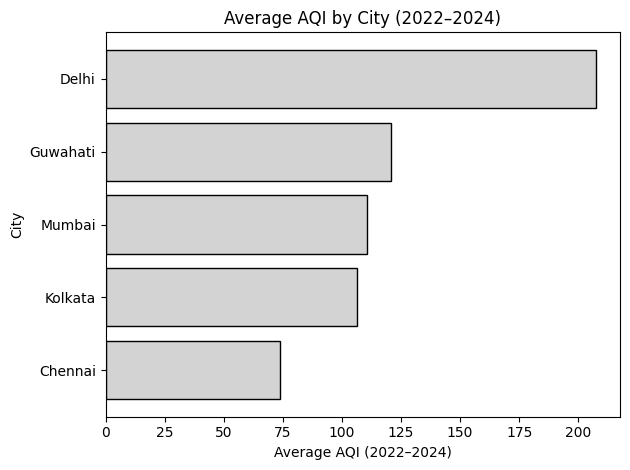 Average AQI by City (2022–2024)
Delhi
Guwahati
Mumbai
Kolkata
Chennai
City
0 25 50 75 100 125 150 175 200
Average AQI (2022–2024)